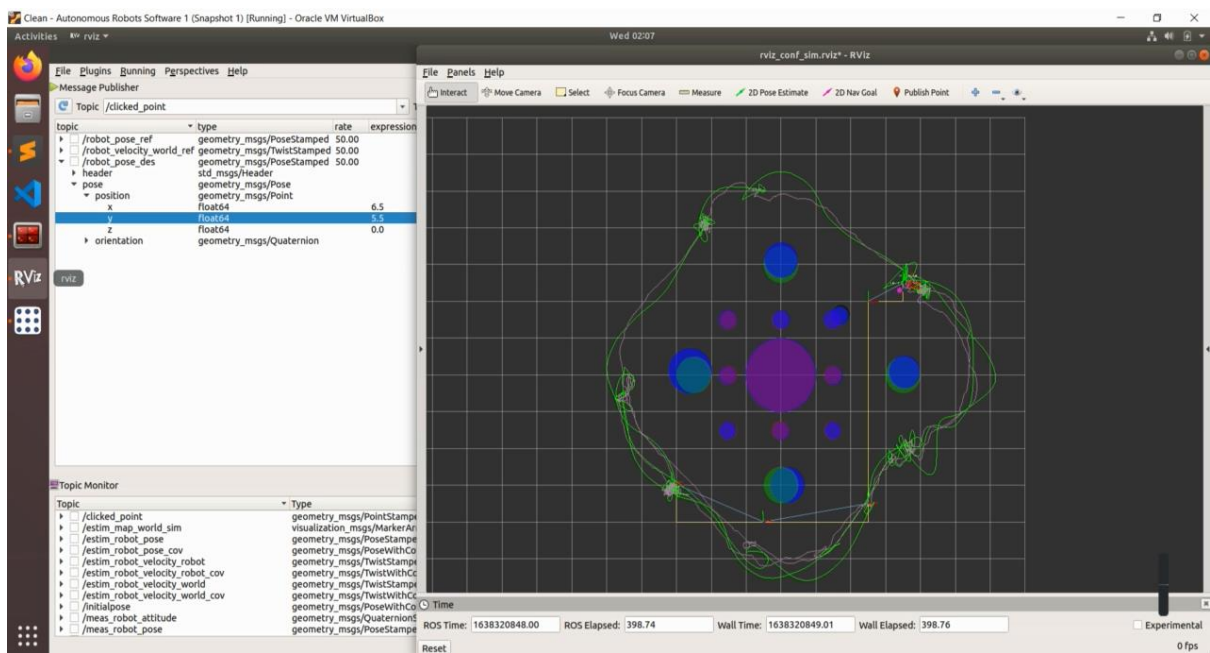 Clean - Autonomous Robots Software 1 (Snapshot 1) [Running] - Oracle VM VirtualBox
Activities RViz rviz Wed 02:07
rviz_conf_sim.rviz* - RViz
File Plugins Running Perspectives Help
Message Publisher
Topic /clicked_point
topic type rate expression
/robot_pose_ref geometry_msgs/PoseStamped 50.00
/robot_velocity_world_ref geometry_msgs/TwistStamped 50.00
/robot_pose_des geometry_msgs/PoseStamped 50.00
header std_msgs/Header
pose geometry_msgs/Pose
position geometry_msgs/Point
x float64 6.5
y float64 5.5
z float64 0.0
orientation geometry_msgs/Quaternion
RViz rviz
Topic Monitor
Topic Type
/clicked_point geometry_msgs/PointStampe
/estim_map_world_sim visualization_msgs/MarkerAr
/estim_robot_pose geometry_msgs/PoseStampe
/estim_robot_pose_cov geometry_msgs/PoseWithCo
/estim_robot_velocity_robot geometry_msgs/TwistStampe
/estim_robot_velocity_robot_cov geometry_msgs/TwistWithCo
/estim_robot_velocity_world geometry_msgs/TwistStampe
/estim_robot_velocity_world_cov geometry_msgs/TwistWithCo
/initialpose geometry_msgs/PoseWithCo
/meas_robot_attitude geometry_msgs/QuaternionS
/meas_robot_pose geometry_msgs/PoseStampe
File Panels Help
Interact Move Camera Select Focus Camera Measure 2D Pose Estimate 2D Nav Goal Publish Point
Time
ROS Time: 1638320848.00 ROS Elapsed: 398.74 Wall Time: 1638320849.01 Wall Elapsed: 398.76 Experimental
Reset 0 fps